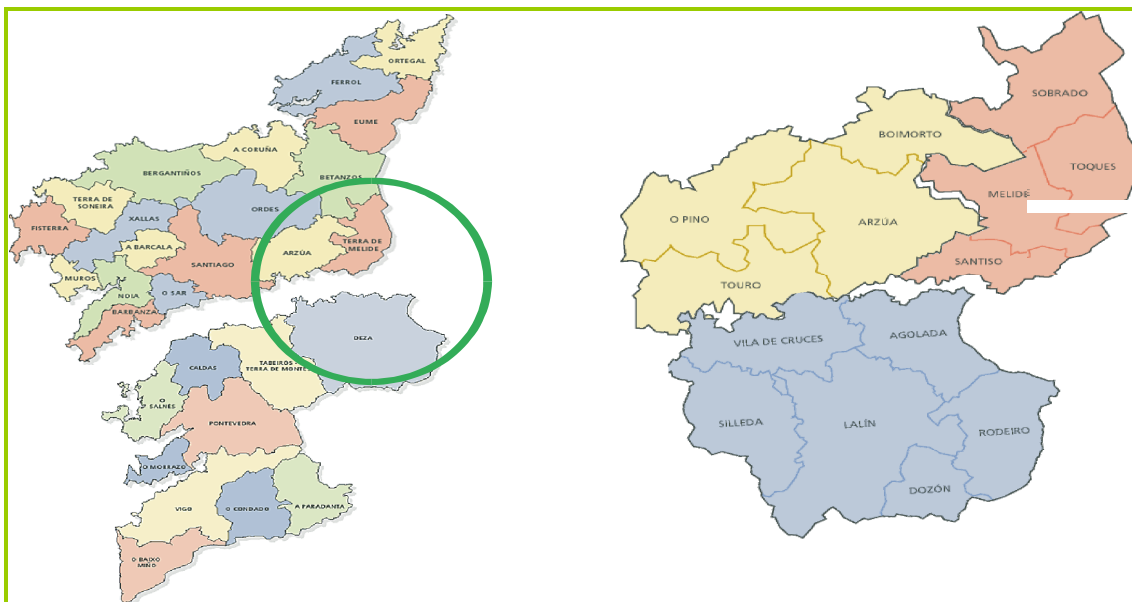 ORTEGAL
FERROL
EUME
A CORUÑA
BETANZOS
BERGANTIÑOS
TERRA DE
SONEIRA
XALLAS
ORDES
FISTERRA
A BARCALA
ARZÚA
TERRA DE
MELIDE
SANTIAGO
MUROS
O SAR
NOIA
BARBANZA
DEZA
TABEIROS -
TERRA DE MONTES
CALDAS
O
SALNÉS
PONTEVEDRA
O MORRAZO
VIGO
O CONDADO
A PARADANTA
O BAIXO
MIÑO
SOBRADO
BOIMORTO
TOQUES
MELIDE
O PINO
ARZÚA
SANTISO
TOURO
VILA DE CRUCES
AGOLADA
SILLEDA
LALÍN
RODEIRO
DOZÓN